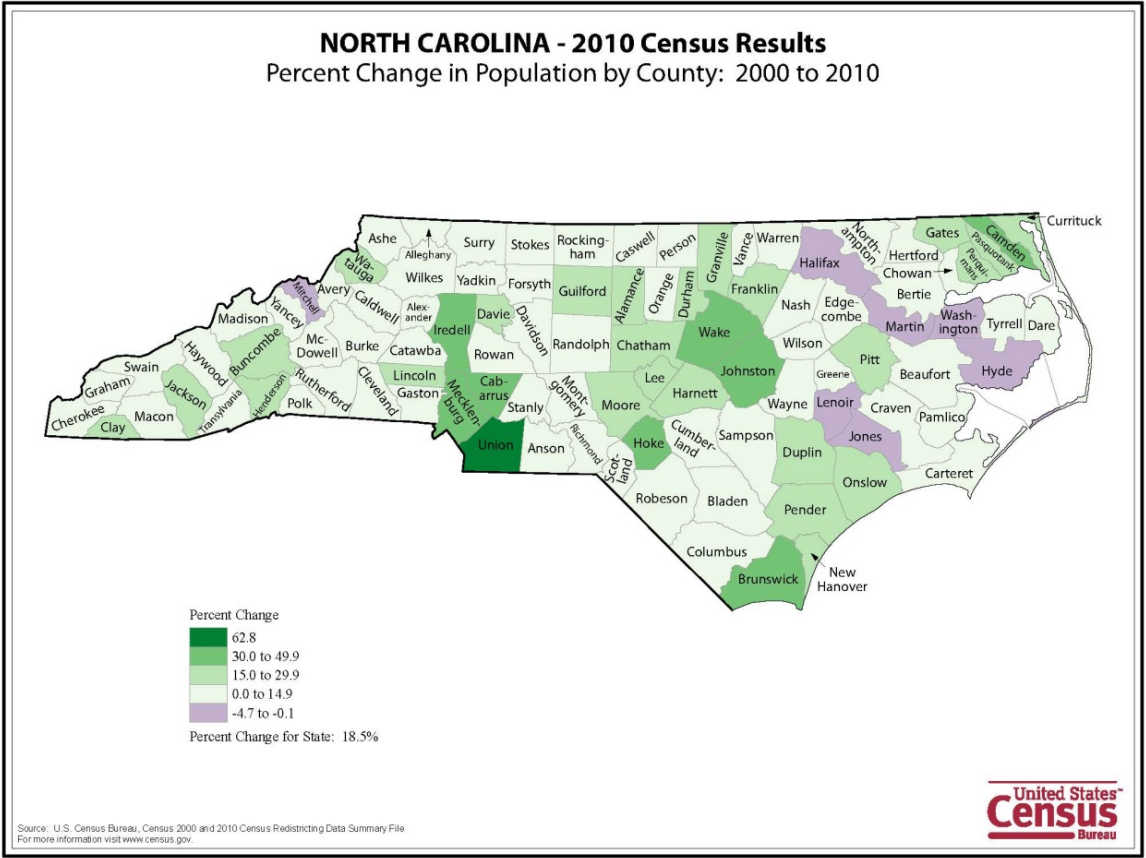 NORTH CAROLINA - 2010 Census Results
Percent Change in Population by County: 2000 to 2010
Currituck
Ashe
Alleghany
Surry
Stokes
Rocking-
ham
Caswell
Person
Granville
Vance
Warren
Halifax
North-
ampton
Hertford
Gates
Camden
Pasquotank
Perqui-
mans
Chowan
Bertie
Wa-
tauga
Wilkes
Yadkin
Forsyth
Guilford
Alamance
Orange
Durham
Franklin
Nash
Edge-
combe
Martin
Wash-
ington
Tyrrell
Dare
Mitchell
Avery
Caldwell
Alex-
ander
Iredell
Davie
Davidson
Randolph
Chatham
Wake
Johnston
Wilson
Pitt
Beaufort
Hyde
Madison
Yancey
Mc-
Dowell
Burke
Catawba
Rowan
Buncombe
Haywood
Swain
Graham
Cherokee
Clay
Macon
Jackson
Transylvania
Henderson
Polk
Rutherford
Cleveland
Lincoln
Gaston
Mecklen-
burg
Cab-
arrus
Stanly
Mont-
gomery
Moore
Lee
Harnett
Wayne
Greene
Lenoir
Craven
Pamlico
Jones
Union
Anson
Richmond
Scot-
land
Hoke
Cumber-
land
Sampson
Duplin
Onslow
Carteret
Robeson
Bladen
Pender
Columbus
Brunswick
New
Hanover
Percent Change
62.8
30.0 to 49.9
15.0 to 29.9
0.0 to 14.9
-4.7 to -0.1
Percent Change for State: 18.5%
Source: U.S. Census Bureau, Census 2000 and 2010 Census Redistricting Data Summary File
For more information visit www.census.gov.
United States™
Census
Bureau